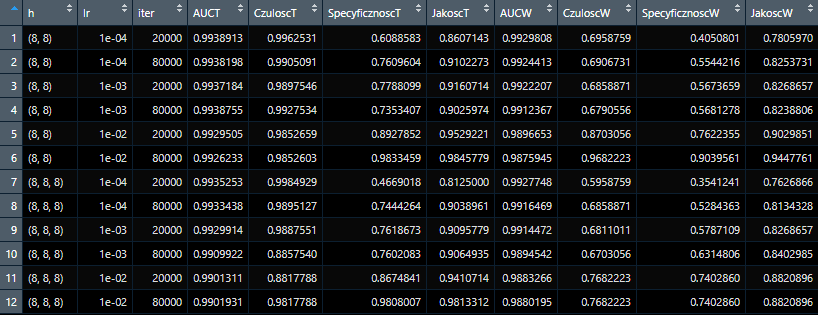 h lr iter AUCT CzuloscT SpecyficznoscT JakoscT AUCW CzuloscW SpecyficznoscW JakoscW
1 (8, 8) 1e-04 20000 0.9938913 0.9962531 0.6088583 0.8607143 0.9929808 0.6958759 0.4050801 0.7805970
2 (8, 8) 1e-04 80000 0.9938198 0.9905091 0.7609604 0.9102273 0.9924413 0.6906731 0.5544216 0.8253731
3 (8, 8) 1e-03 20000 0.9937184 0.9897546 0.7788099 0.9160714 0.9922207 0.6858871 0.5673659 0.8268657
4 (8, 8) 1e-03 80000 0.9938755 0.9927534 0.7353407 0.9025974 0.9912367 0.6790556 0.5681278 0.8238806
5 (8, 8) 1e-02 20000 0.9929505 0.9852659 0.8927852 0.9529221 0.9896653 0.8703056 0.7622355 0.9029851
6 (8, 8) 1e-02 80000 0.9926233 0.9852603 0.9833459 0.9845779 0.9875945 0.9682223 0.9039561 0.9447761
7 (8, 8, 8) 1e-04 20000 0.9935253 0.9984929 0.4669018 0.8125000 0.9927748 0.5958759 0.3541241 0.7626866
8 (8, 8, 8) 1e-04 80000 0.9933438 0.9895127 0.7444264 0.9038961 0.9916469 0.6858871 0.5284363 0.8134328
9 (8, 8, 8) 1e-03 20000 0.9929914 0.9887551 0.7618673 0.9095779 0.9914472 0.6811011 0.5787109 0.8268657
10 (8, 8, 8) 1e-03 80000 0.9909922 0.8857540 0.7602083 0.9064935 0.9894542 0.6703056 0.6314806 0.8402985
11 (8, 8, 8) 1e-02 20000 0.9901311 0.9817788 0.8674841 0.9410714 0.9883266 0.7682223 0.7402860 0.8820896
12 (8, 8, 8) 1e-02 80000 0.9901931 0.9817788 0.9808007 0.9813312 0.9880195 0.7682223 0.7402860 0.8820896